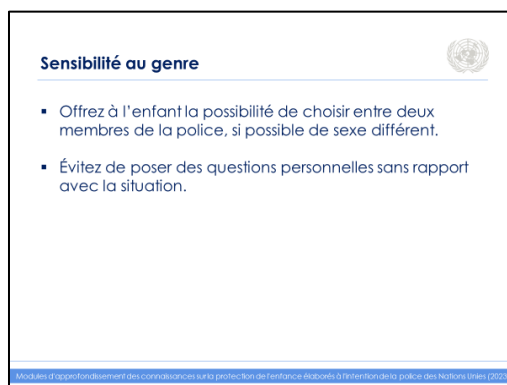 Sensibilité au genre
▪ Offrez à l'enfant la possibilité de choisir entre deux
membres de la police, si possible de sexe différent.
▪ Évitez de poser des questions personnelles sans rapport
avec la situation.
Modules d'approfondissement des connaissances sur la protection de l'enfance élaborés à l'intention de la police des Nations Unies (2023